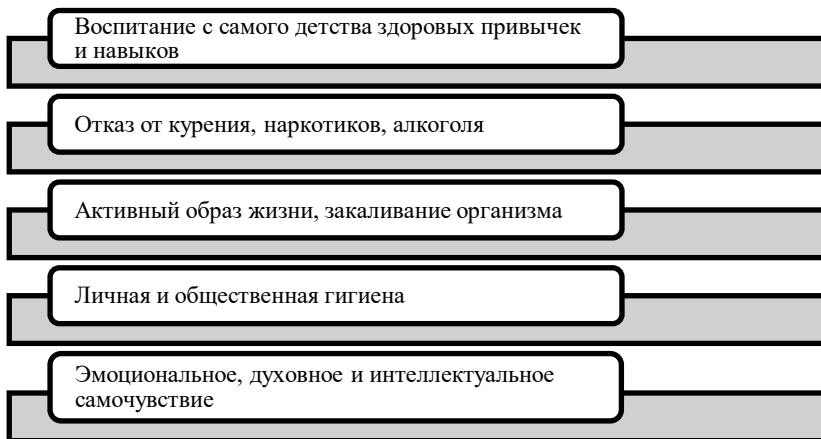 Воспитание с самого детства здоровых привычек
и навыков
Отказ от курения, наркотиков, алкоголя
Активный образ жизни, закаливание организма
Личная и общественная гигиена
Эмоциональное, духовное и интеллектуальное
самочувствие